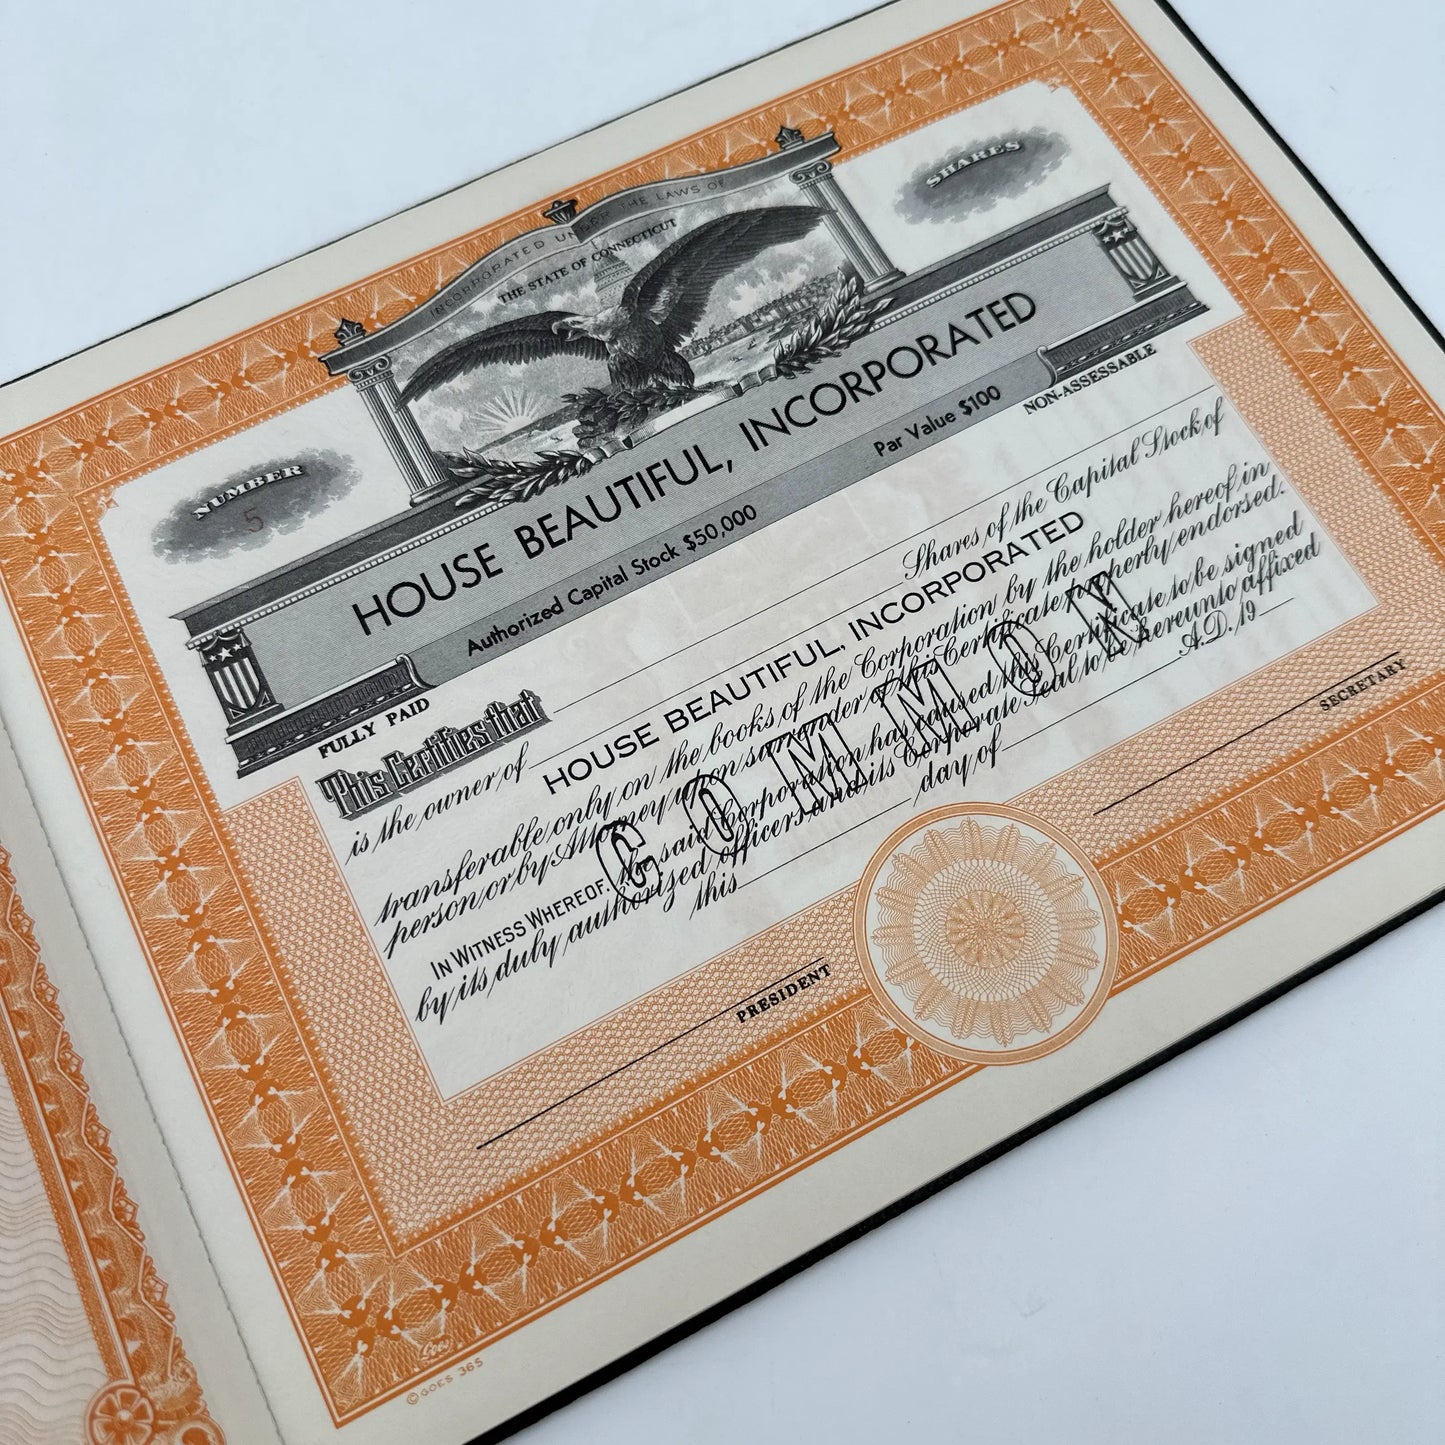 INCORPORATED UNDER THE LAWS OF
THE STATE OF CONNECTICUT
NUMBER
5
SHARES
HOUSE BEAUTIFUL, INCORPORATED
Authorized Capital Stock $50,000 Par Value $100
FULLY PAID
NON-ASSESSABLE
This Certifies that
is the owner of Shares of the Capital Stock of
HOUSE BEAUTIFUL, INCORPORATED
transferable only on the books of the Corporation by the holder hereof in
person or by Attorney upon surrender of this Certificate properly endorsed.
IN WITNESS WHEREOF, the said Corporation has caused this Certificate to be signed
by its duly authorized officers and its Corporate Seal to be hereunto affixed
this day of A.D. 19
COMMON
PRESIDENT
SECRETARY
Goes
© GOES 365